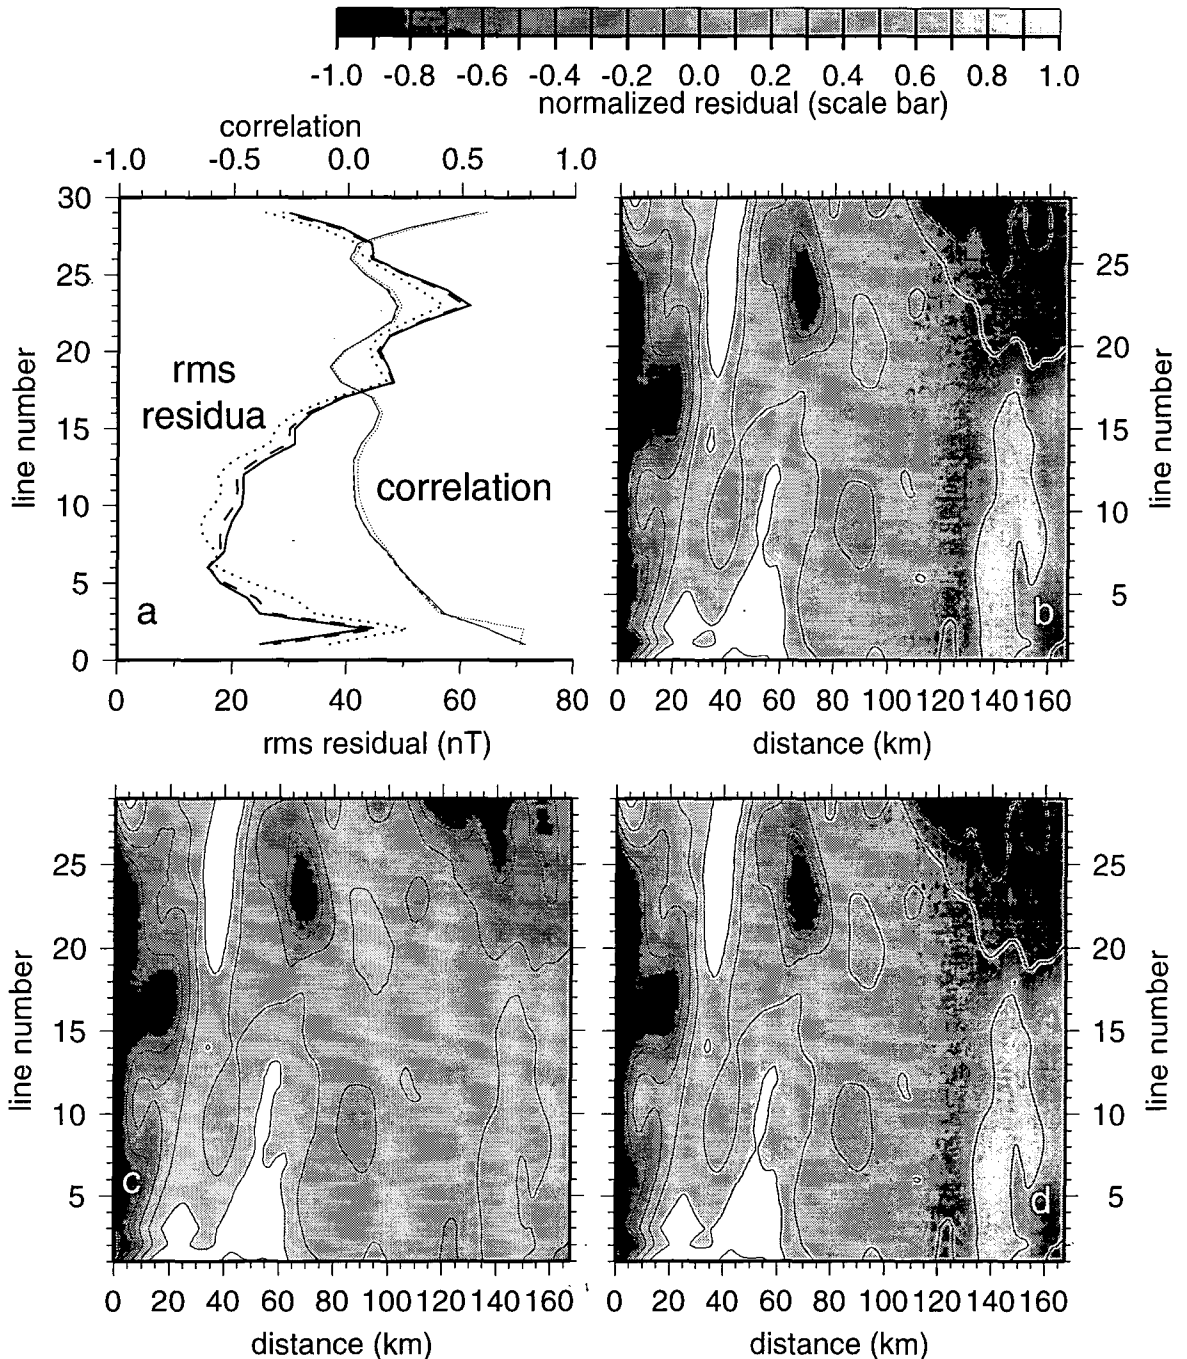 -1.0 -0.8 -0.6 -0.4 -0.2 0.0 0.2 0.4 0.6 0.8 1.0
normalized residual (scale bar)
correlation
-1.0 -0.5 0.0 0.5 1.0
30
25
20
15
10
5
0
line number
rms
residua
correlation
a
0 20 40 60 80
rms residual (nT)
25
20
15
10
5
line number
b
0 20 40 60 80 100 120 140 160
distance (km)
25
20
15
10
5
line number
c
0 20 40 60 80 100 120 140 160
distance (km)
25
20
15
10
5
line number
d
0 20 40 60 80 100 120 140 160
distance (km)